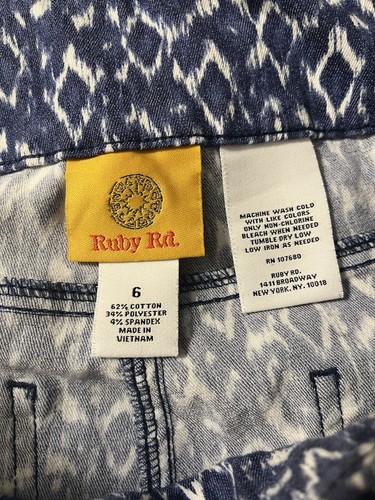 Ruby Rd.
6
62% COTTON
34% POLYESTER
4% SPANDEX
MADE IN
VIETNAM
MACHINE WASH COLD
WITH LIKE COLORS
ONLY NON-CHLORINE
BLEACH WHEN NEEDED
TUMBLE DRY LOW
LOW IRON AS NEEDED
RN 107680
RUBY RD.
1411 BROADWAY
NEW YORK, NY. 10018